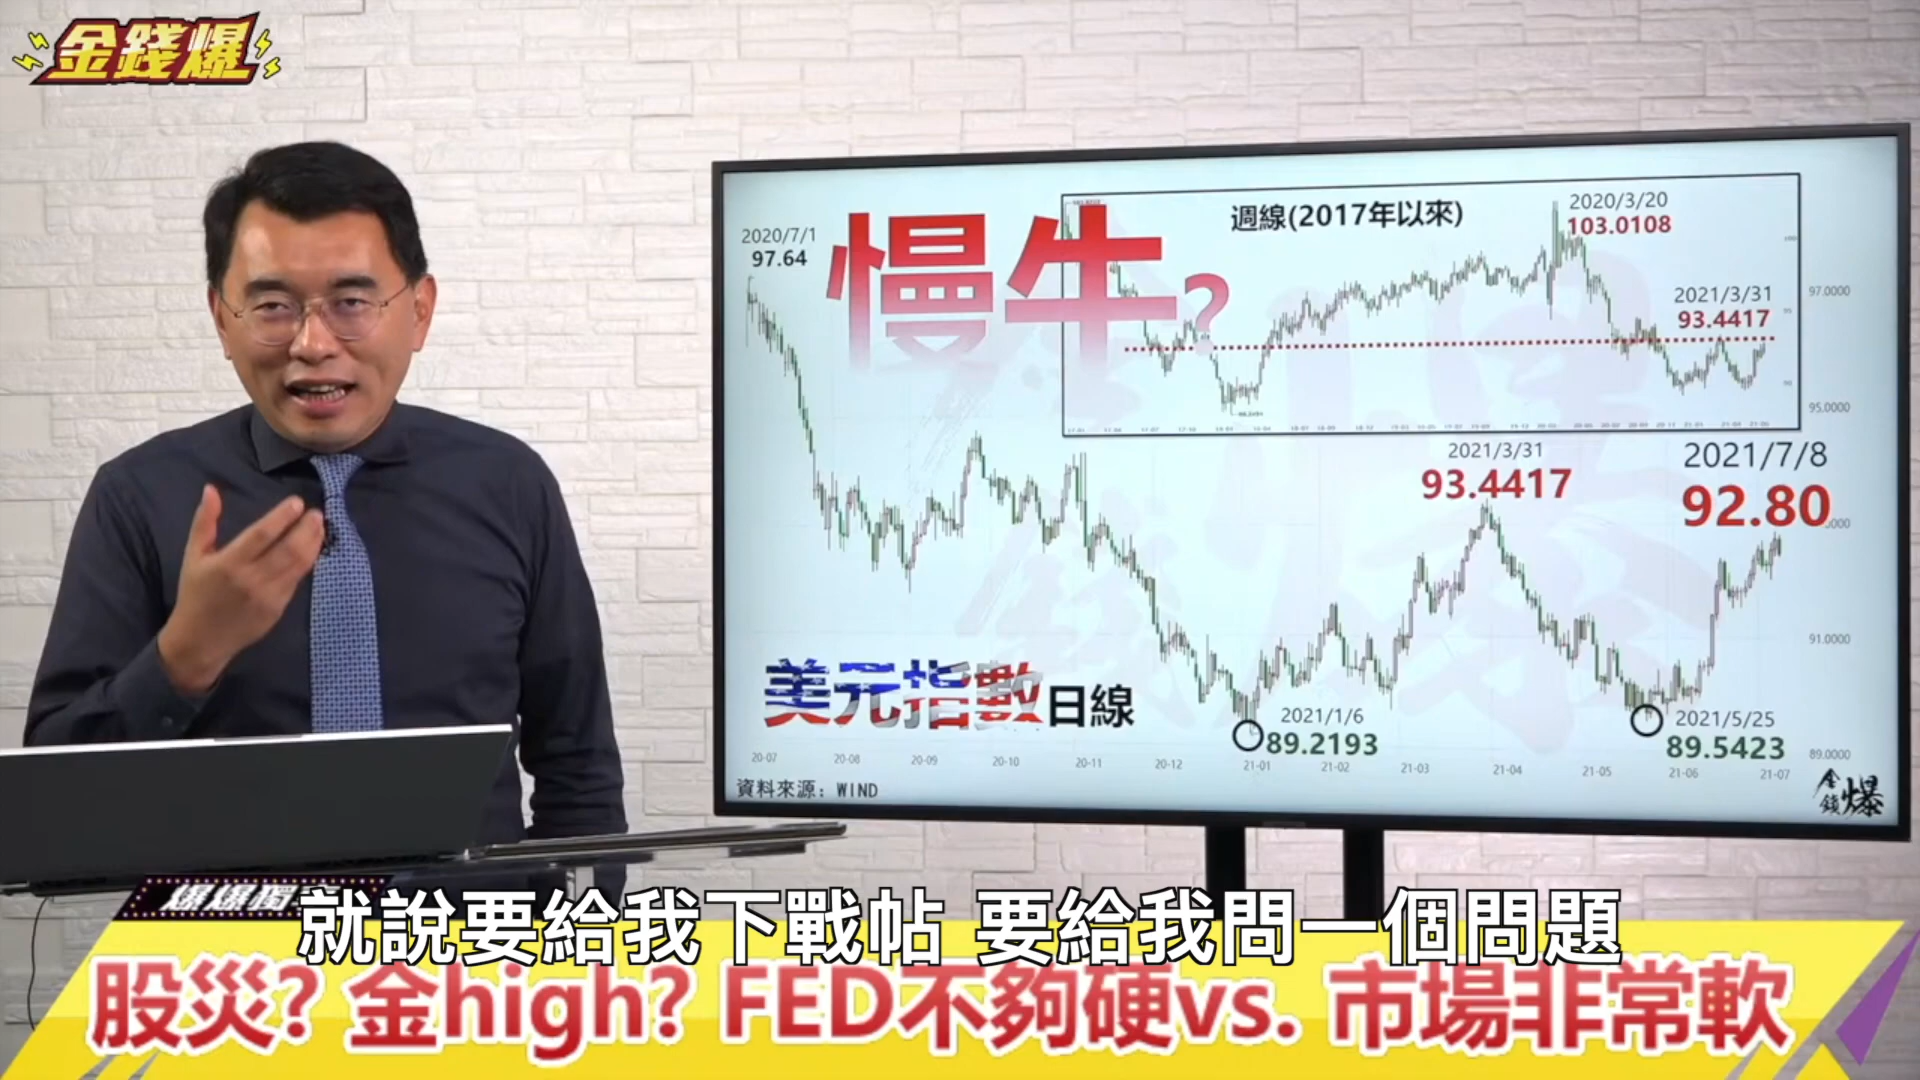 金錢爆
週線(2017年以來)
2020/3/20
103.0108
2020/7/1
97.64
慢牛?
2021/3/31
93.4417
97.0000
95.0000
2021/3/31
93.4417
2021/7/8
92.80
91.0000
美元指數日線
2021/1/6
89.2193
2021/5/25
89.5423
89.0000
20-07 20-08 20-09 20-10 20-11 20-12 21-01 21-02 21-03 21-04 21-05 21-06 21-07
資料來源：WIND
金錢爆
就說要給我下戰帖 要給我問一個問題
股災? 金high? FED不夠硬vs. 市場非常軟